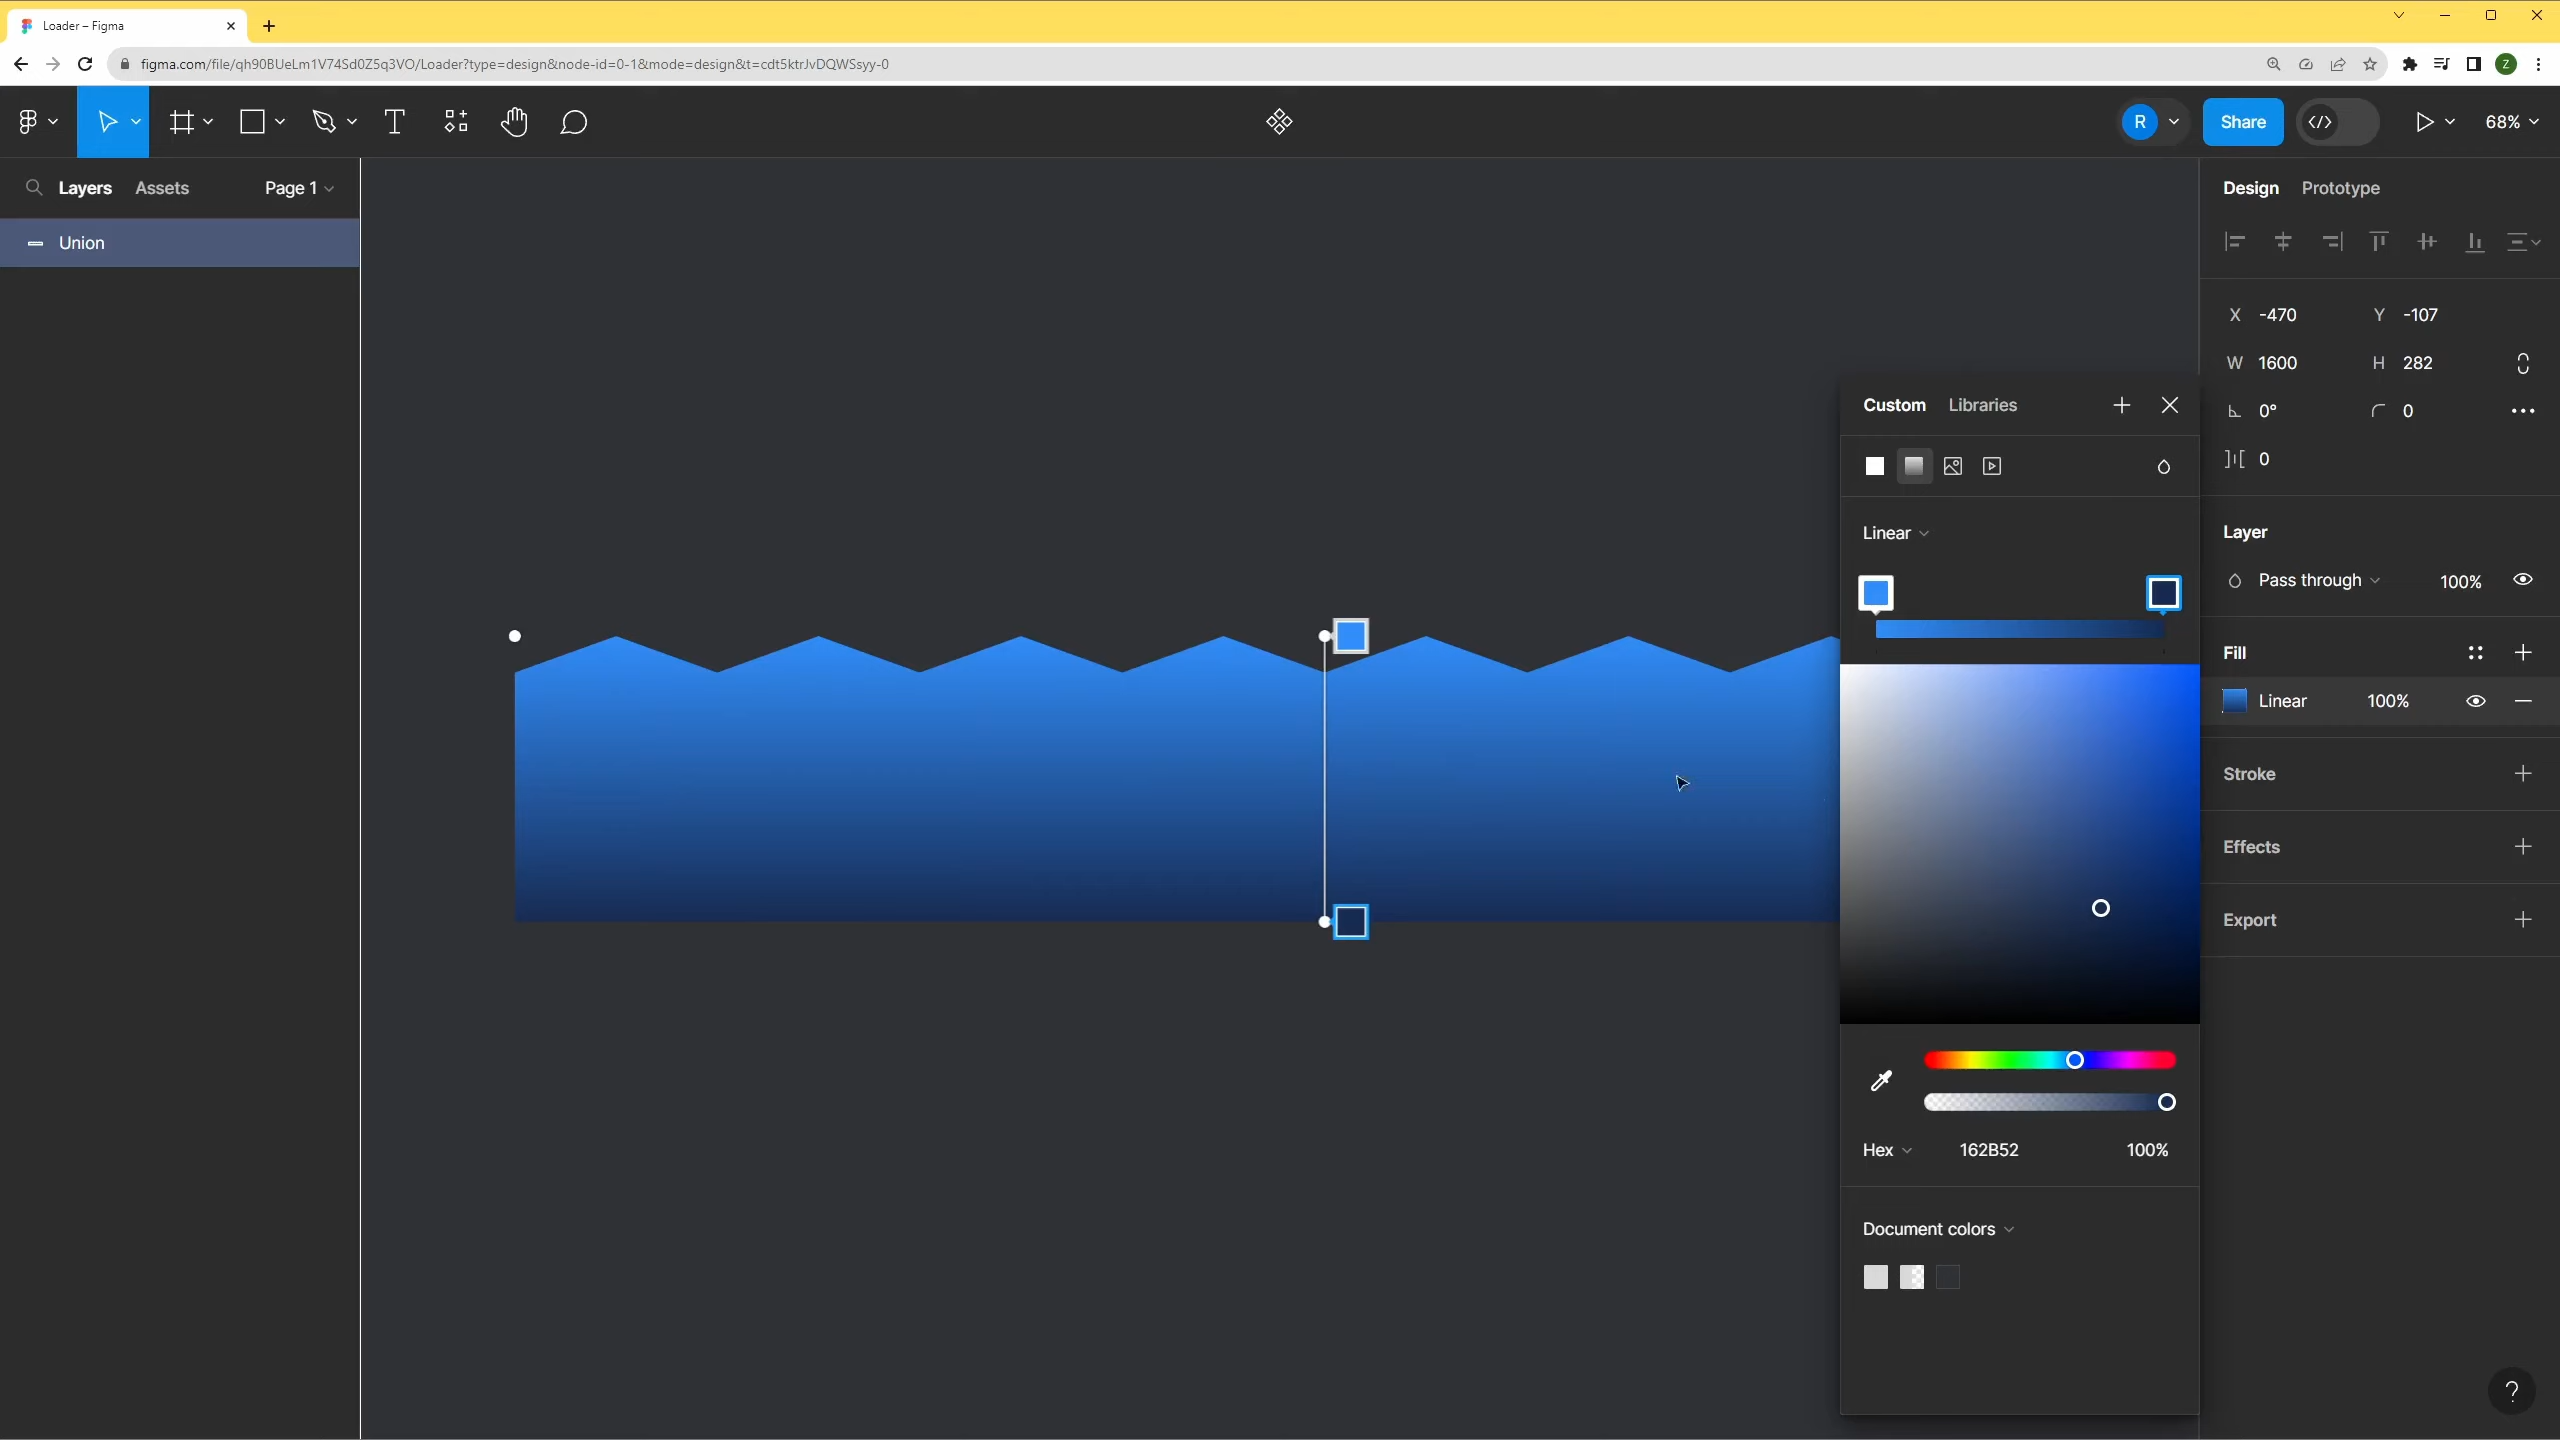 Loader – Figma
figma.com/file/qh90BUeLm1V74Sd0Z5q3VO/Loader?type=design&node-id=0-1&mode=design&t=cdt5ktrJvDQWSsyy-0
Z
R
Share
68%
Layers
Assets
Page 1
Union
Design
Prototype
X -470
Y -107
W 1600
H 282
0°
0
0
Layer
Pass through
100%
Fill
Linear
100%
Stroke
Effects
Export
Custom
Libraries
Linear
Hex
162B52
100%
Document colors
?